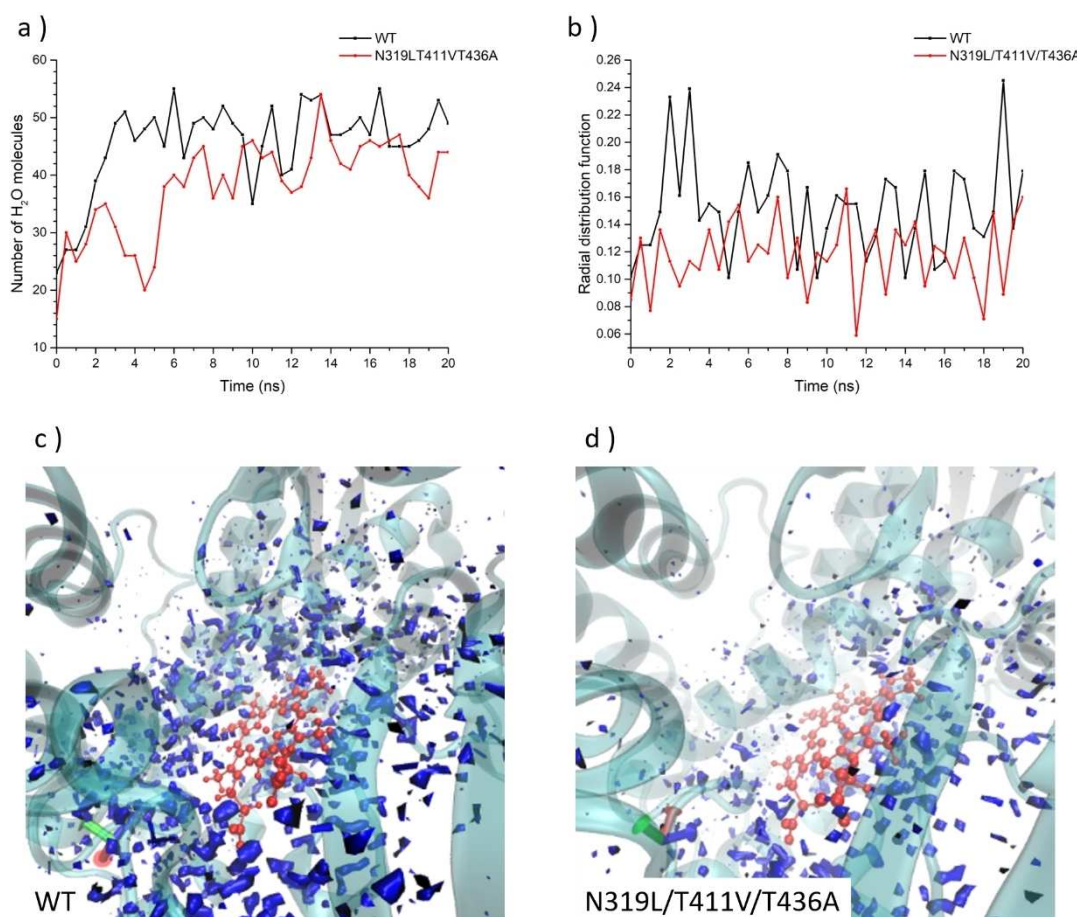 a )
WT
N319LT411VT436A
60
50
40
30
20
10
Number of H2O molecules
0 2 4 6 8 10 12 14 16 18 20
Time (ns)
b )
WT
N319L/T411V/T436A
0.26
0.24
0.22
0.20
0.18
0.16
0.14
0.12
0.10
0.08
0.06
Radial distribution function
0 2 4 6 8 10 12 14 16 18 20
Time (ns)
c )
WT
d )
N319L/T411V/T436A